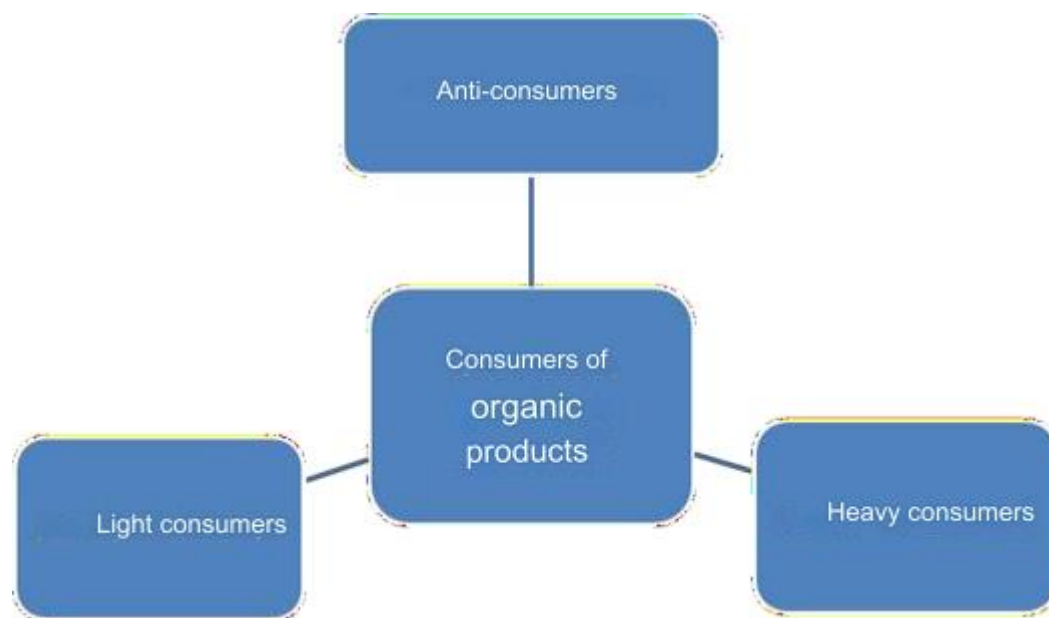 Anti-consumers
Consumers of
organic
products
Light consumers
Heavy consumers